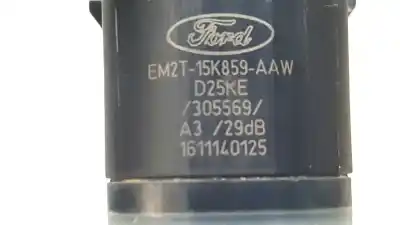 Ford
EM2T-15K859-AAW
D25KE
/305569/
A3 /29dB
1611140125